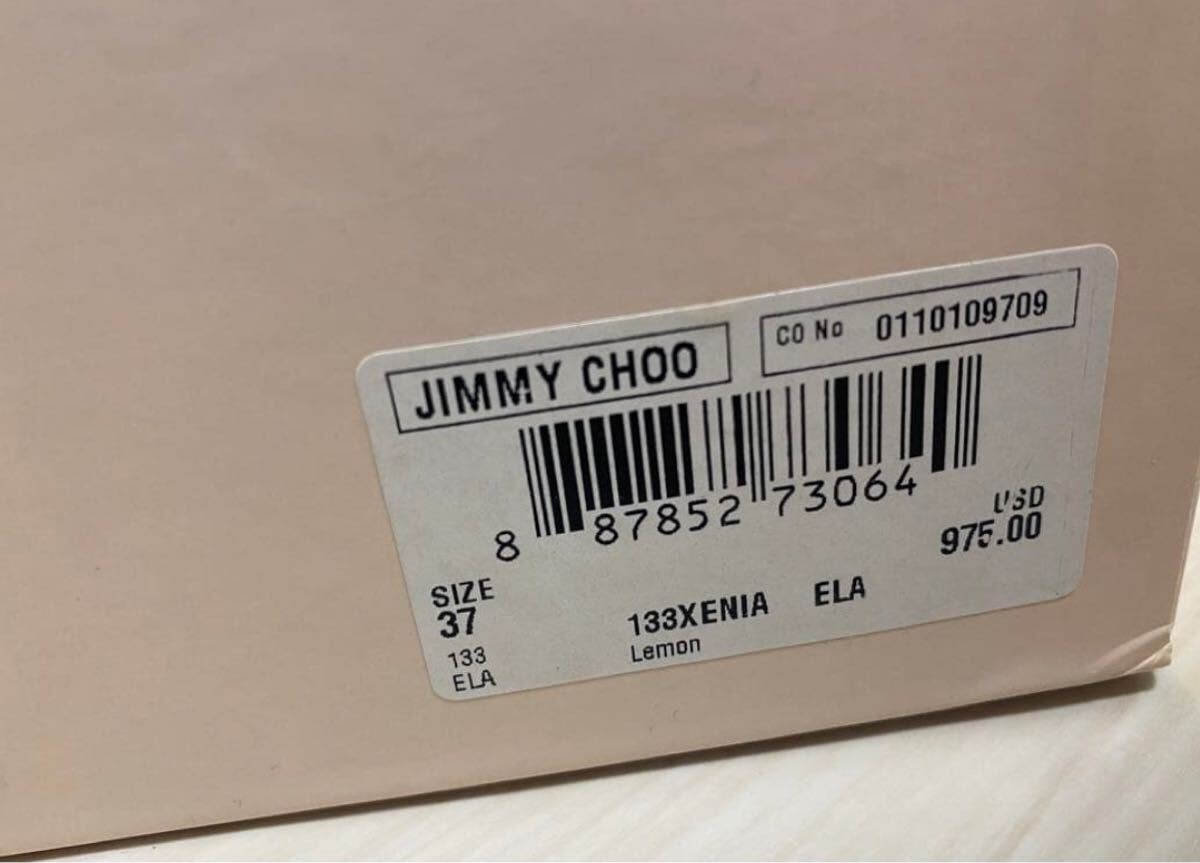 JIMMY CHOO
CO No 0110109709
8 87852 73064
USD
975.00
SIZE
37
133XENIA ELA
133
Lemon
ELA